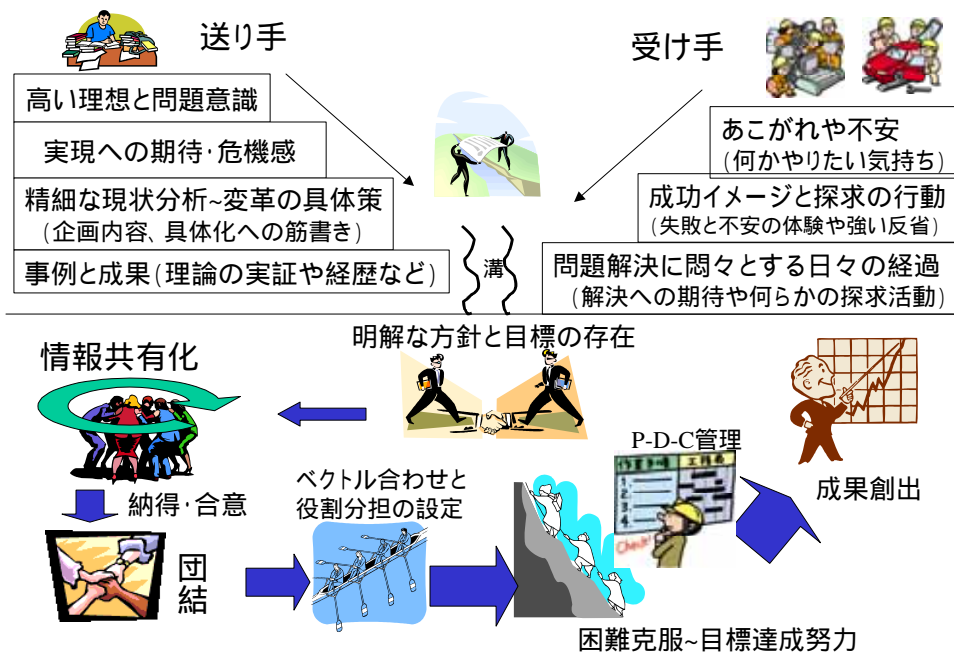 送り手
受け手
高い理想と問題意識
実現への期待・危機感
精細な現状分析~変革の具体策
(企画内容、具体化への筋書き)
事例と成果(理論の実証や経歴など)
溝
あこがれや不安
(何かやりたい気持ち)
成功イメージと探求の行動
(失敗と不安の体験や強い反省)
問題解決に悶々とする日々の経過
(解決への期待や何らかの探求活動)
明解な方針と目標の存在
情報共有化
納得・合意
団結
ベクトル合わせと
役割分担の設定
P-D-C管理
1.
2.
3.
4.
Check!
成果創出
困難克服~目標達成努力